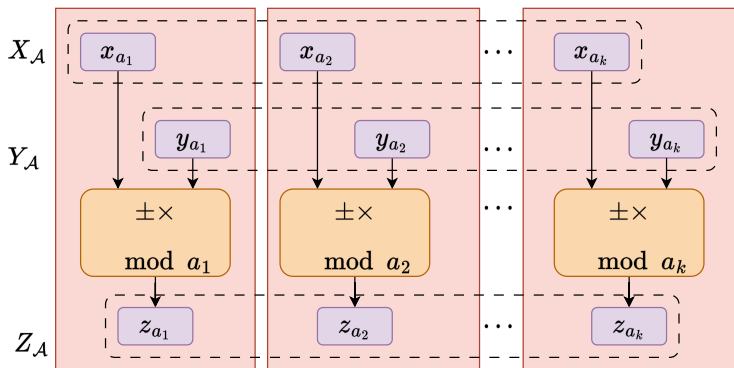 X_𝒜 x_{a_1} x_{a_2} ⋯ x_{a_k}
Y_𝒜 y_{a_1} y_{a_2} ⋯ y_{a_k}
±× ±× ⋯ ±×
mod a_1 mod a_2 mod a_k
Z_𝒜 z_{a_1} z_{a_2} ⋯ z_{a_k}